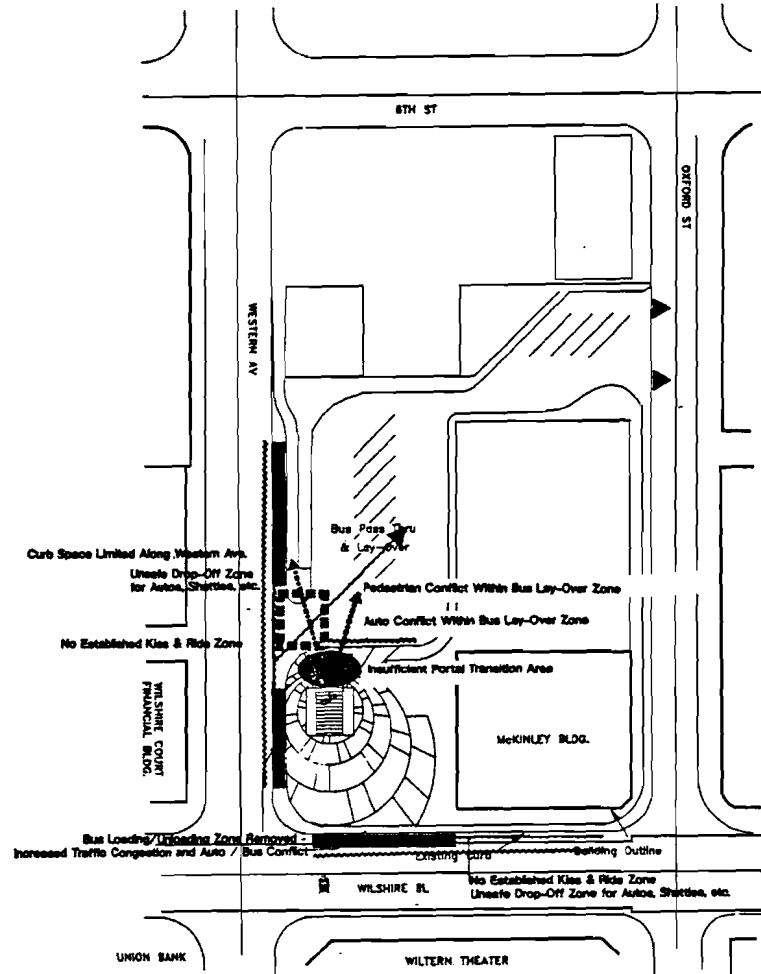 6TH ST
OXFORD ST
WESTERN AV
Bus Pass Thru
& Lay-over
Curb Space Limited Along Western Ave.
Unsafe Drop-Off Zone
for Autos, Shuttles, etc.
Pedestrian Conflict Within Bus Lay-Over Zone
Auto Conflict Within Bus Lay-Over Zone
No Established Kiss & Ride Zone
Insufficient Portal Transition Area
WILSHIRE COURT
FINANCIAL BLDG.
McKINLEY BLDG.
Bus Loading/Unloading Zone Removed -
Increased Traffic Congestion and Auto / Bus Conflict
Existing Curb
Building Outline
WILSHIRE BL
No Established Kiss & Ride Zone
Unsafe Drop-Off Zone for Autos, Shuttles, etc.
UNION BANK
WILTERN THEATER